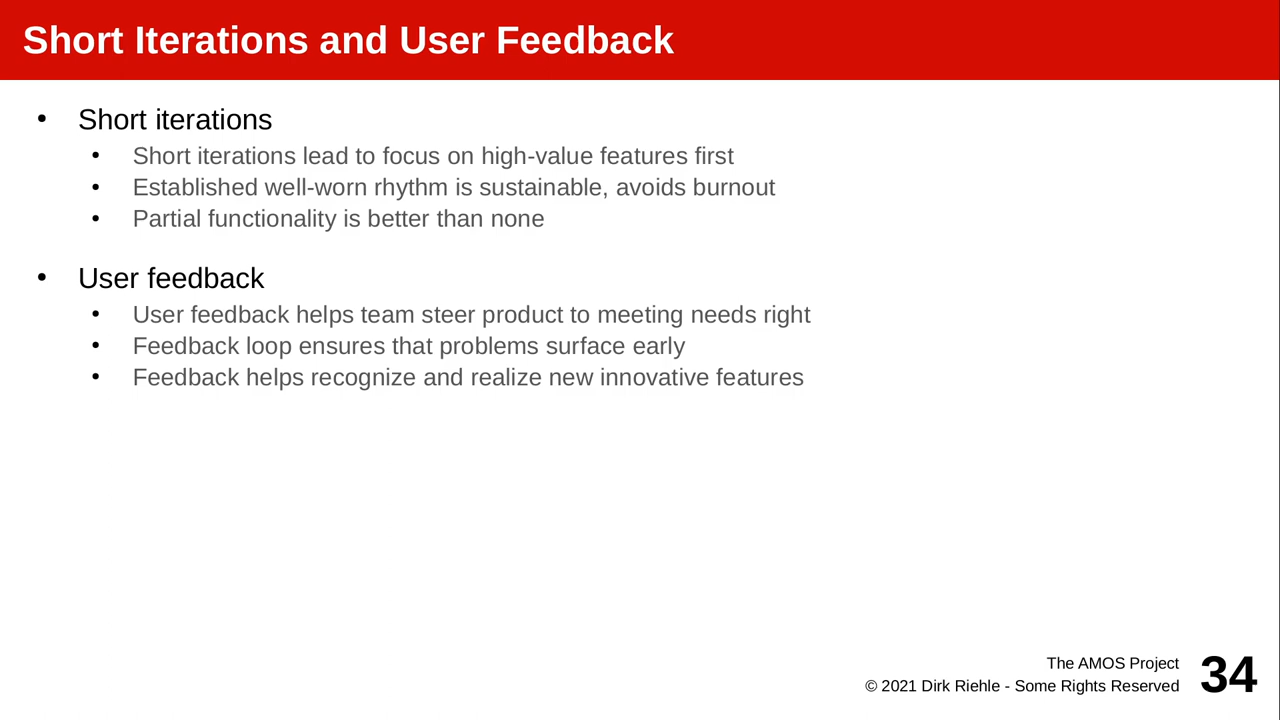 Short Iterations and User Feedback
• Short iterations
• Short iterations lead to focus on high-value features first
• Established well-worn rhythm is sustainable, avoids burnout
• Partial functionality is better than none
• User feedback
• User feedback helps team steer product to meeting needs right
• Feedback loop ensures that problems surface early
• Feedback helps recognize and realize new innovative features
The AMOS Project
© 2021 Dirk Riehle - Some Rights Reserved
34